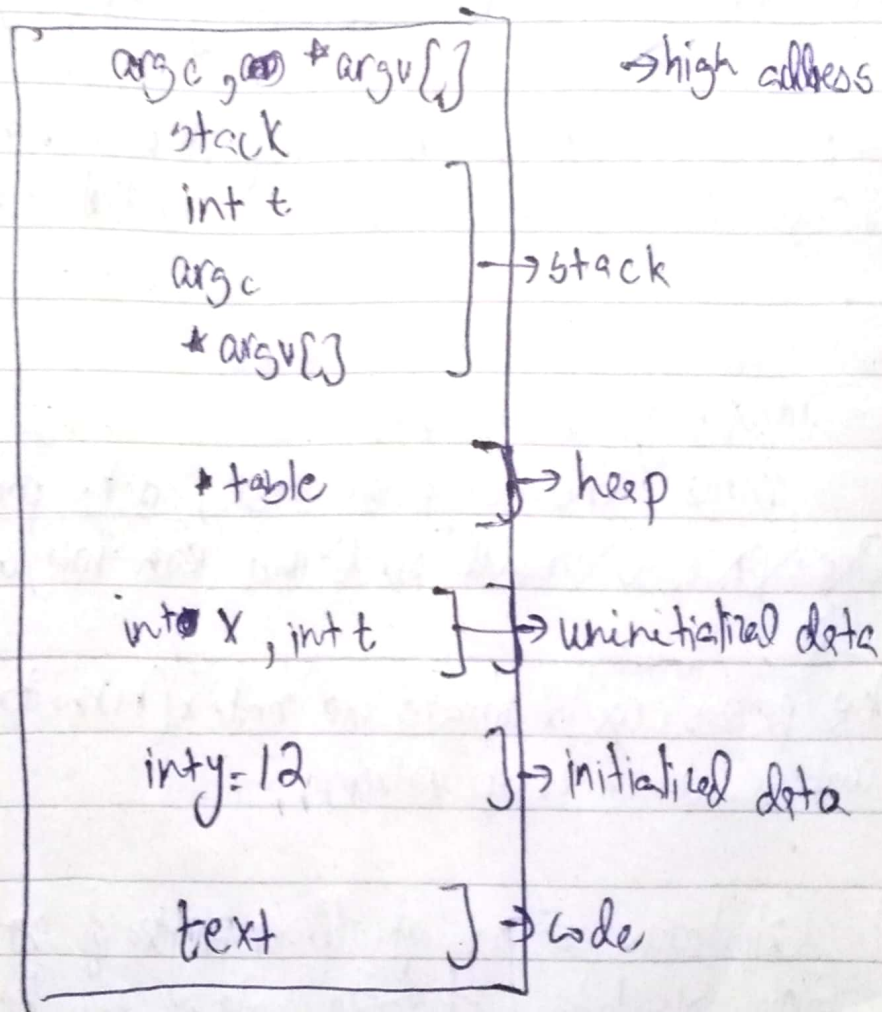 argc, *argv[] → high address
stack
int t
argc → stack
*argv[]
*table → heap
int x, int t → uninitialized data
int y = 12 → initialized data
text → code